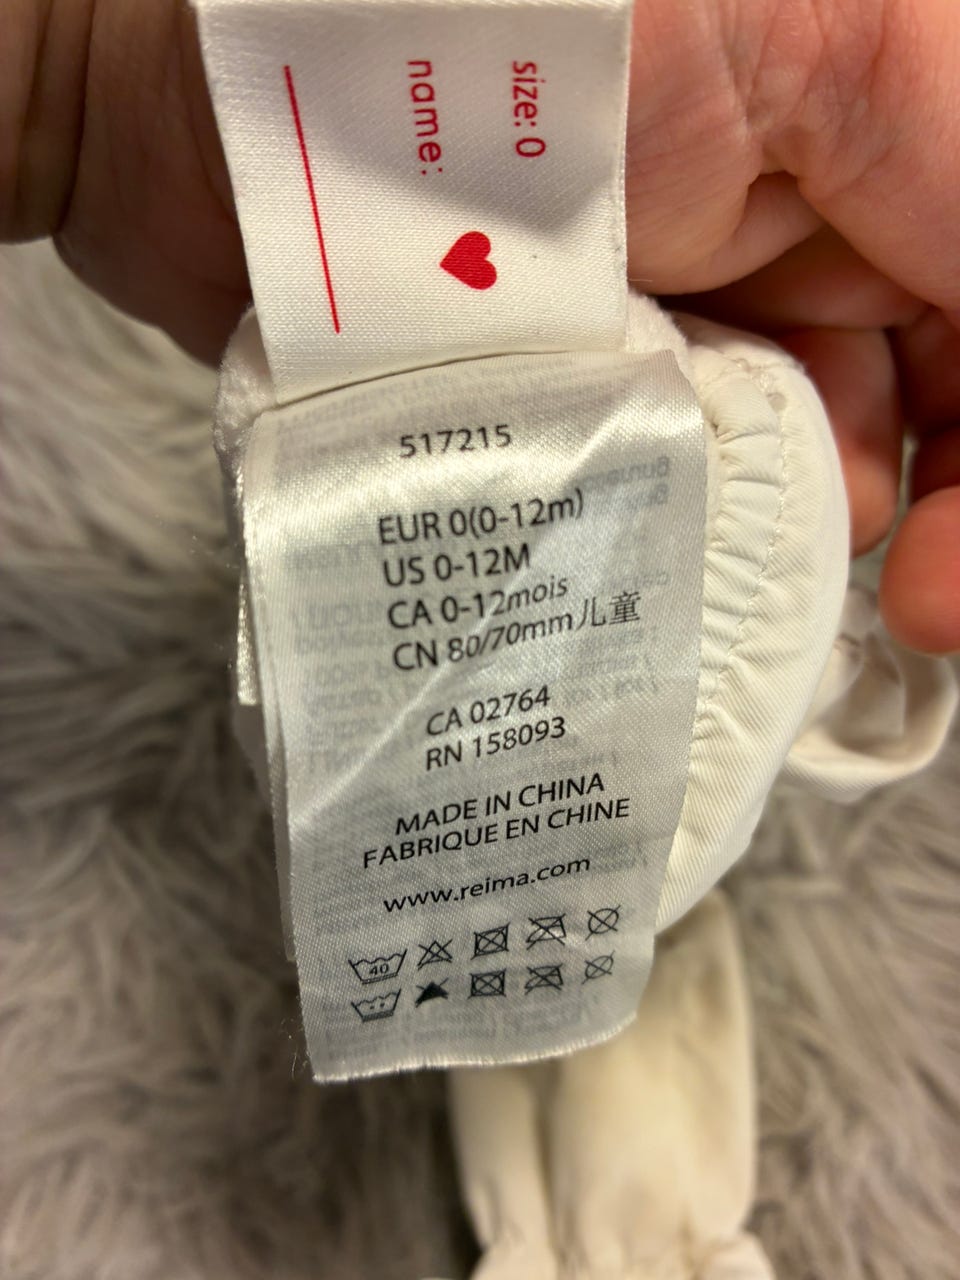 size: 0
name:
517215
EUR 0(0-12m)
US 0-12M
CA 0-12mois
CN 80/70mm儿童
CA 02764
RN 158093
MADE IN CHINA
FABRIQUE EN CHINE
www.reima.com
40